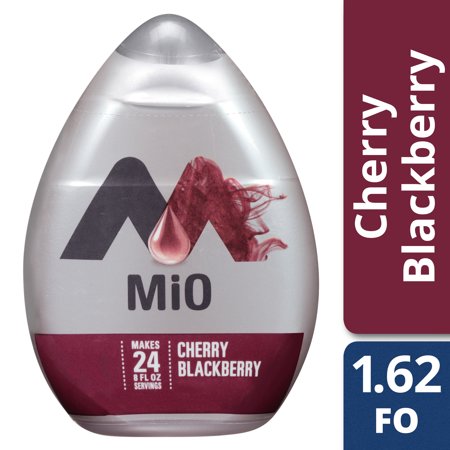 MiO
MAKES
24
8 FL OZ
SERVINGS
CHERRY
BLACKBERRY
Cherry
Blackberry
1.62
FO